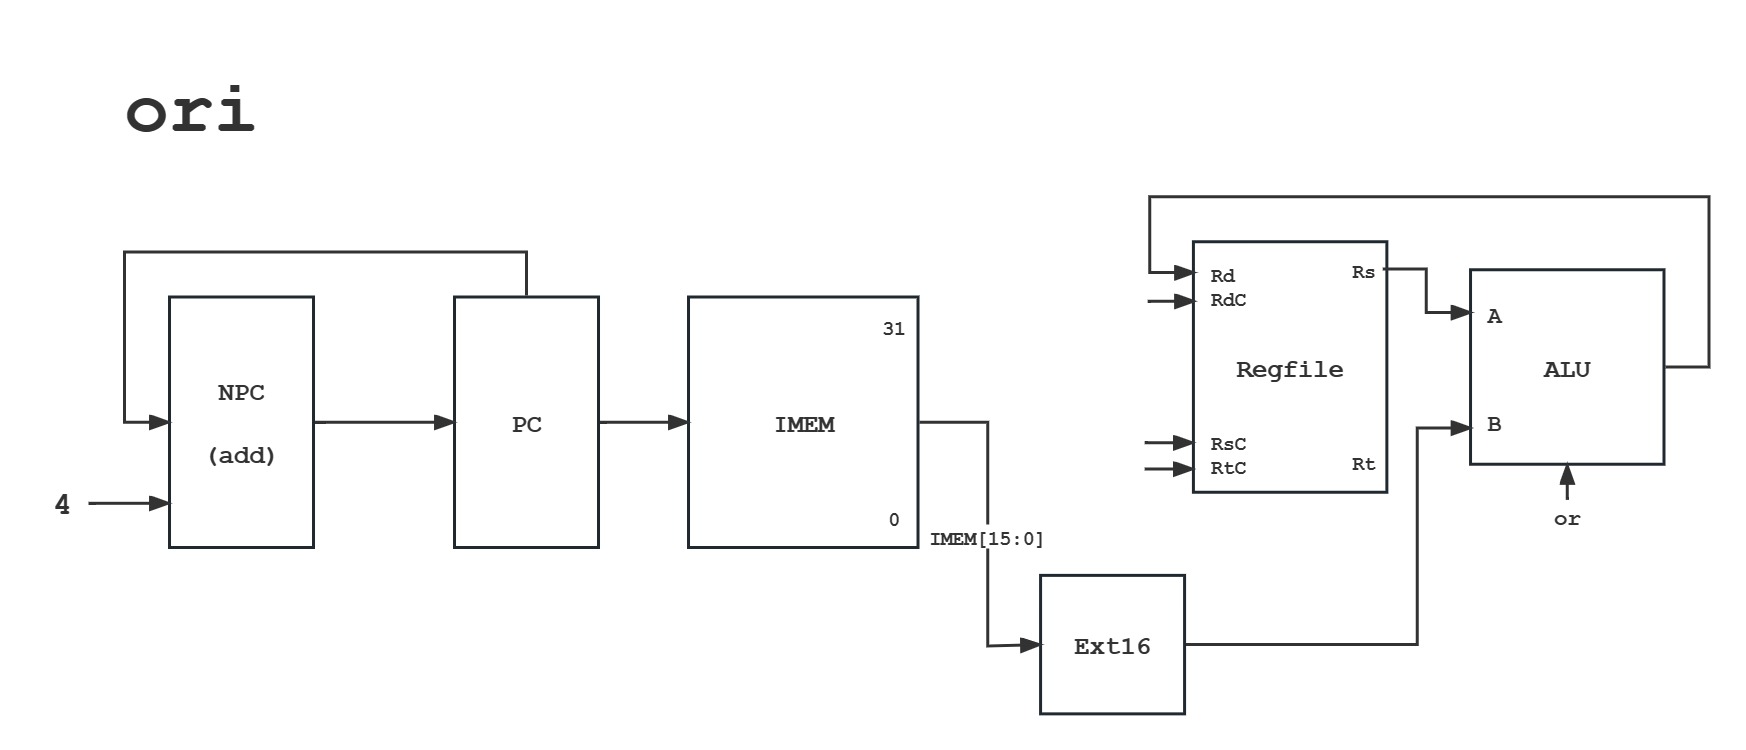 ori
NPC
(add)
4
PC
31
IMEM
0
IMEM[15:0]
Ext16
Rd
RdC
Rs
Regfile
RsC
RtC
Rt
A
ALU
B
or